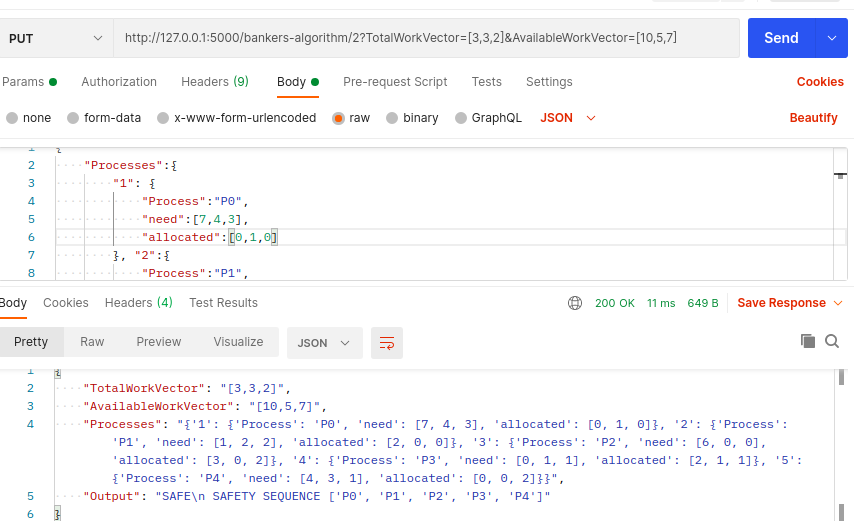 PUT http://127.0.0.1:5000/bankers-algorithm/2?TotalWorkVector=[3,3,2]&AvailableWorkVector=[10,5,7] Send
Params Authorization Headers (9) Body Pre-request Script Tests Settings Cookies
none form-data x-www-form-urlencoded raw binary GraphQL JSON Beautify
1 {
2 "Processes":{
3 "1": {
4 "Process":"P0",
5 "need":[7,4,3],
6 "allocated":[0,1,0]
7 }, "2":{
8 "Process":"P1",
Body Cookies Headers (4) Test Results 200 OK 11 ms 649 B Save Response
Pretty Raw Preview Visualize JSON
1 {
2 "TotalWorkVector": "[3,3,2]",
3 "AvailableWorkVector": "[10,5,7]",
4 "Processes": "{'1': {'Process': 'P0', 'need': [7, 4, 3], 'allocated': [0, 1, 0]}, '2': {'Process':
'P1', 'need': [1, 2, 2], 'allocated': [2, 0, 0]}, '3': {'Process': 'P2', 'need': [6, 0, 0],
'allocated': [3, 0, 2]}, '4': {'Process': 'P3', 'need': [0, 1, 1], 'allocated': [2, 1, 1]}, '5':
{'Process': 'P4', 'need': [4, 3, 1], 'allocated': [0, 0, 2]}}",
5 "Output": "SAFE\n SAFETY SEQUENCE ['P0', 'P1', 'P2', 'P3', 'P4']"
6 }